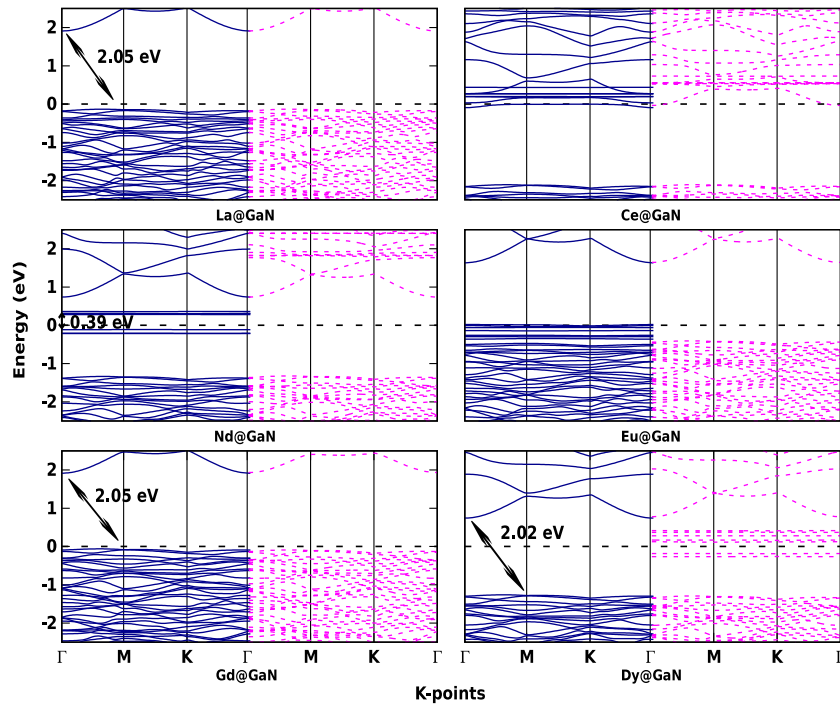 2
1
0
-1
-2
2.05 eV
La@GaN
Ce@GaN
Energy (eV)
2
1
0
-1
-2
0.39 eV
Nd@GaN
Eu@GaN
2
1
0
-1
-2
2.05 eV
2.02 eV
Γ M K Γ M K Γ
Γ M K Γ M K Γ
Gd@GaN
Dy@GaN
K-points